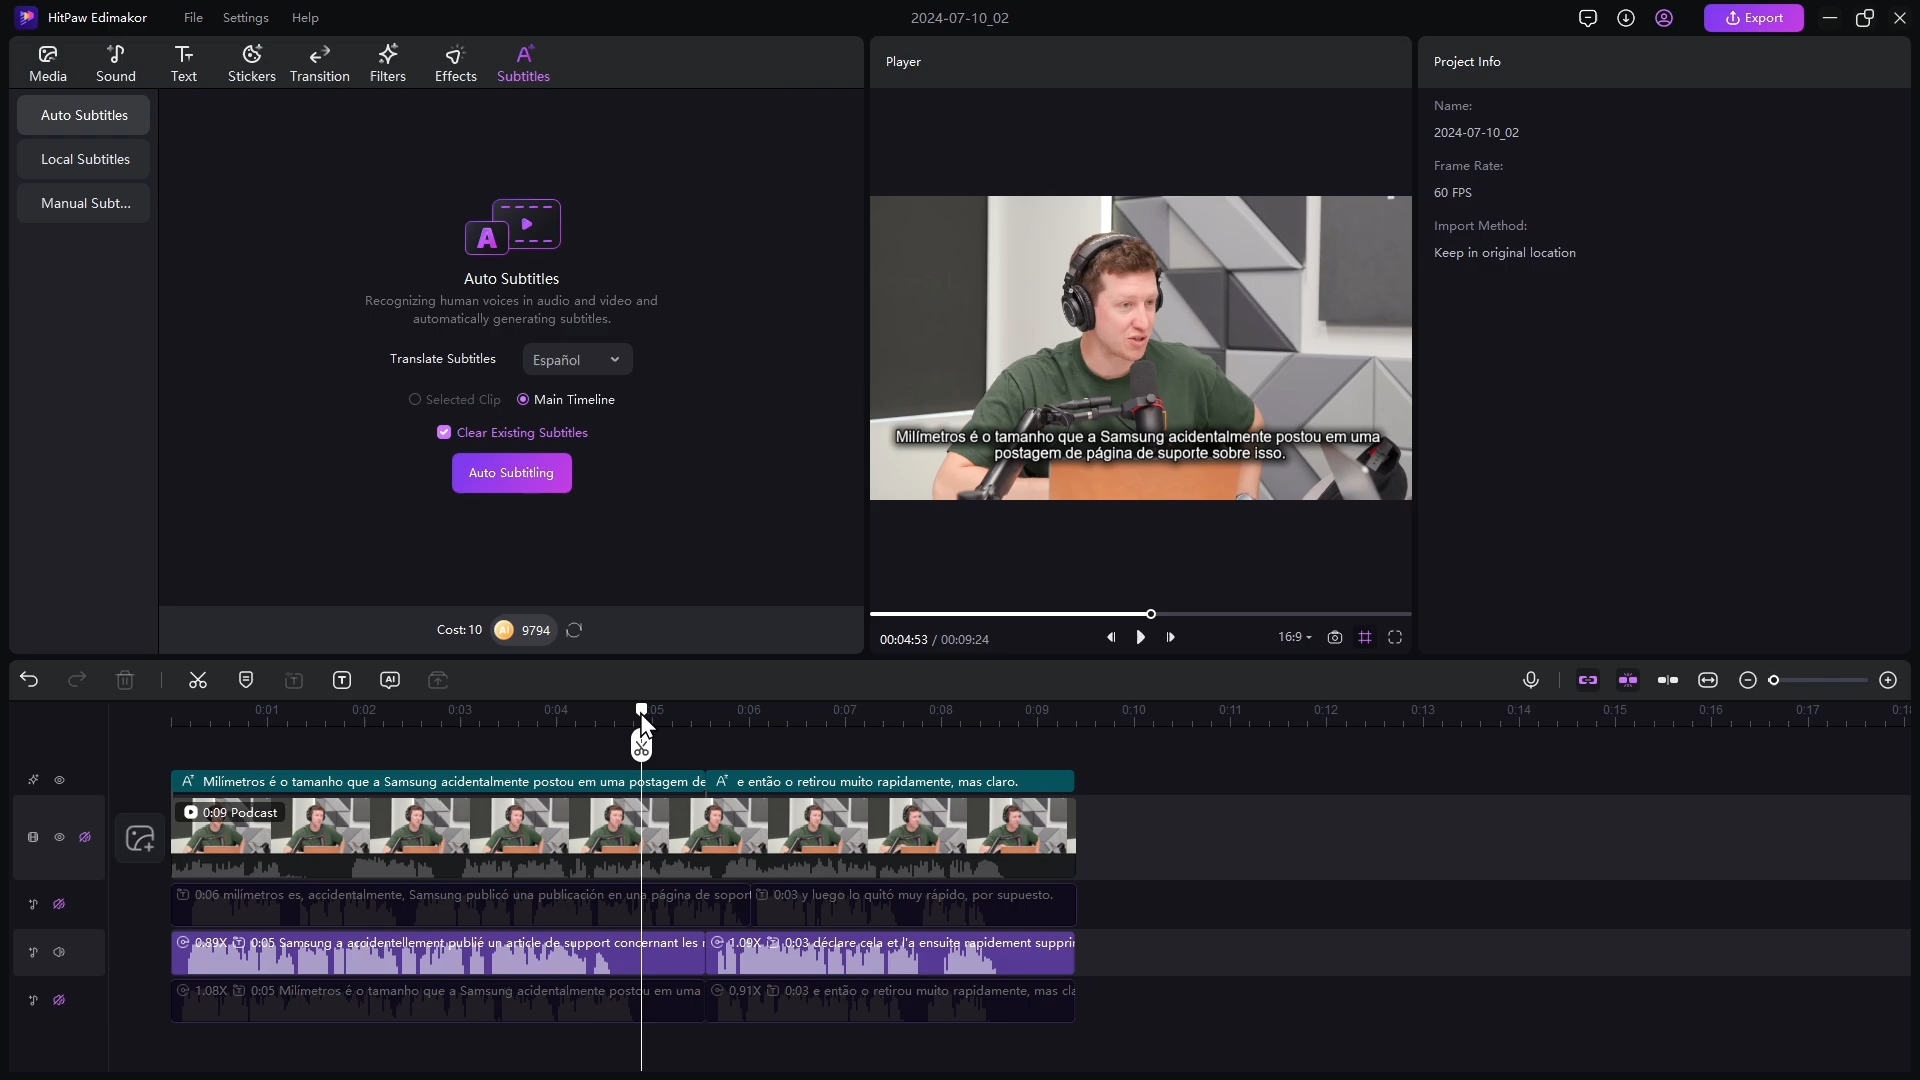 HitPaw Edimakor
File
Settings
Help
2024-07-10_02
Export
Media
Sound
Text
Stickers
Transition
Filters
Effects
Subtitles
Player
Project Info
Auto Subtitles
Local Subtitles
Manual Subt...
A
Auto Subtitles
Recognizing human voices in audio and video and
automatically generating subtitles.
Translate Subtitles
Español
Selected Clip
Main Timeline
Clear Existing Subtitles
Auto Subtitling
Cost:10
AI
9794
Milímetros é o tamanho que a Samsung acidentalmente postou em uma
postagem de página de suporte sobre isso.
00:04:53 / 00:09:24
16:9
Name:
2024-07-10_02
Frame Rate:
60 FPS
Import Method:
Keep in original location
0:01
0:02
0:03
0:04
05
0:06
0:07
0:08
0:09
0:10
0:11
0:12
0:13
0:14
0:15
0:16
0:17
0:18
Milímetros é o tamanho que a Samsung acidentalmente postou em uma postagem de
e então o retirou muito rapidamente, mas claro.
0:09 Podcast
0:06 milímetros es, accidentalmente, Samsung publicó una publicación en una página de soport
0:03 y luego lo quitó muy rápido, por supuesto.
0.89X 0:05 Samsung a accidentellement publié un article de support concernant les
1.09X 0:03 déclare cela et l'a ensuite rapidement suppri
1.08X 0:05 Milímetros é o tamanho que a Samsung acidentalmente postou em uma
0.91X 0:03 e então o retirou muito rapidamente, mas cla